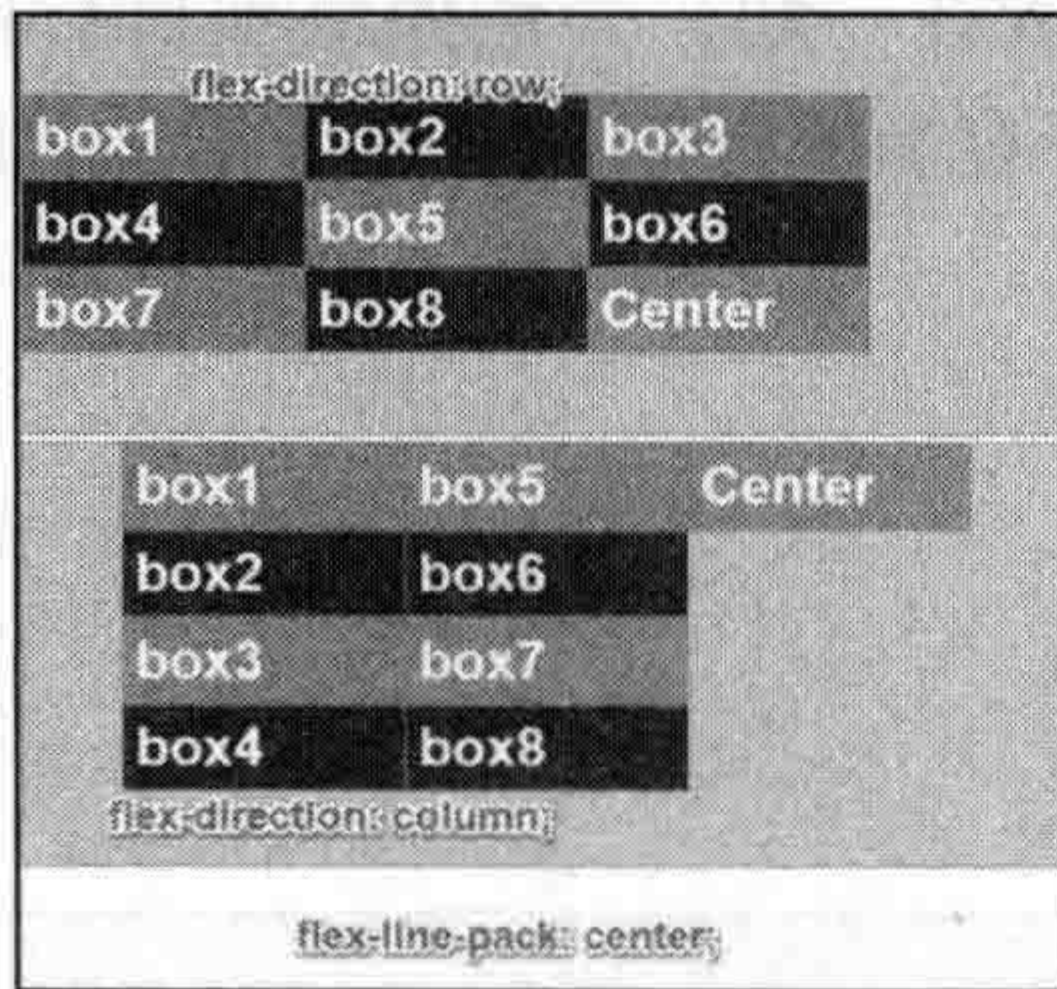 flex-direction: row;
box1 box2 box3
box4 box5 box6
box7 box8 Center
box1 box5 Center
box2 box6
box3 box7
box4 box8
flex-direction: column;
flex-line-pack: center;